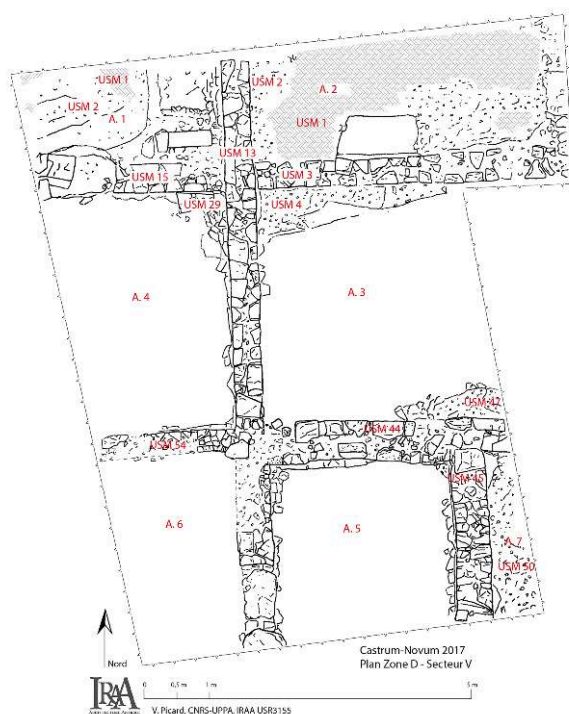 USM 1
USM 2
A. 1
USM 2
A. 2
USM 1
USM 13
USM 15
USM 3
USM 29
USM 4
A. 4
A. 3
USM 47
USM 44
USM 54
USM 45
A. 6
A. 5
A. 7
USM 50
Nord
Castrum-Novum 2017
Plan Zone D - Secteur V
IRAA
0 0,5 m 1 m 5 m
V. Picard, CNRS-UPPA, IRAA USR3155